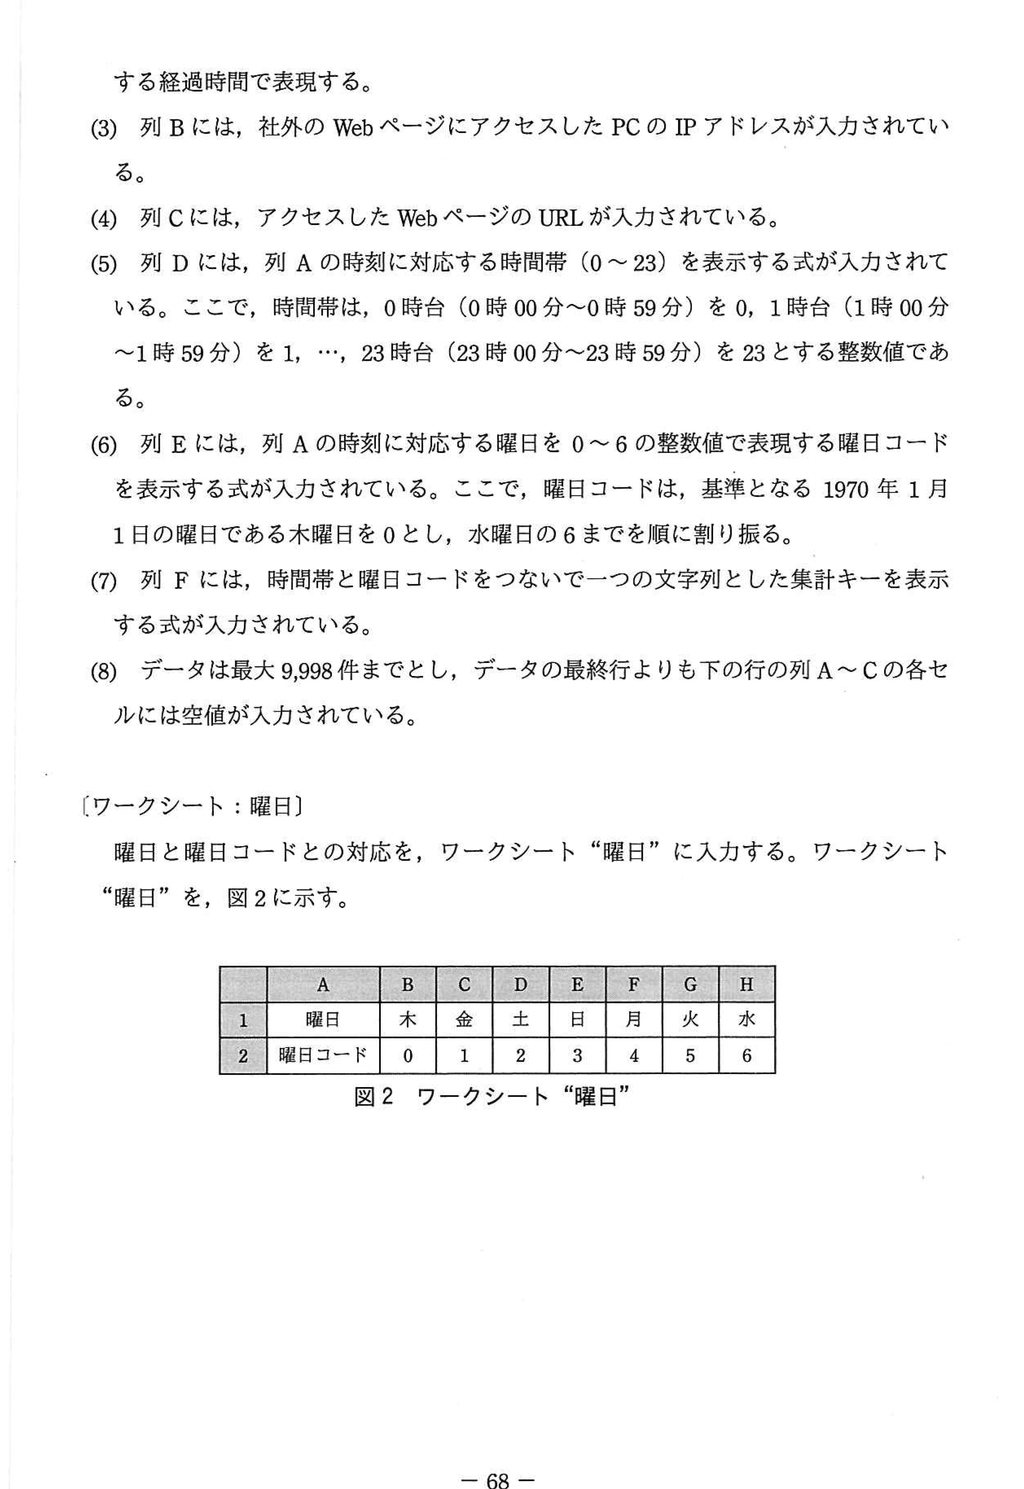 する経過時間で表現する。
(3) 列 B には，社外の Web ページにアクセスした PC の IP アドレスが入力されてい
る。
(4) 列 C には，アクセスした Web ページの URL が入力されている。
(5) 列 D には，列 A の時刻に対応する時間帯（0 ～ 23）を表示する式が入力されて
いる。ここで，時間帯は，0 時台（0 時 00 分～0 時 59 分）を 0，1 時台（1 時 00 分
～1 時 59 分）を 1，…，23 時台（23 時 00 分～23 時 59 分）を 23 とする整数値であ
る。
(6) 列 E には，列 A の時刻に対応する曜日を 0 ～ 6 の整数値で表現する曜日コード
を表示する式が入力されている。ここで，曜日コードは，基準となる 1970 年 1 月
1 日の曜日である木曜日を 0 とし，水曜日の 6 までを順に割り振る。
(7) 列 F には，時間帯と曜日コードをつないで一つの文字列とした集計キーを表示
する式が入力されている。
(8) データは最大 9,998 件までとし，データの最終行よりも下の行の列 A～C の各セ
ルには空値が入力されている。
〔ワークシート：曜日〕
曜日と曜日コードとの対応を，ワークシート“曜日”に入力する。ワークシート
“曜日”を，図 2 に示す。
A B C D E F G H
1 曜日 木 金 土 日 月 火 水
2 曜日コード 0 1 2 3 4 5 6
図 2 ワークシート“曜日”
－ 68 －